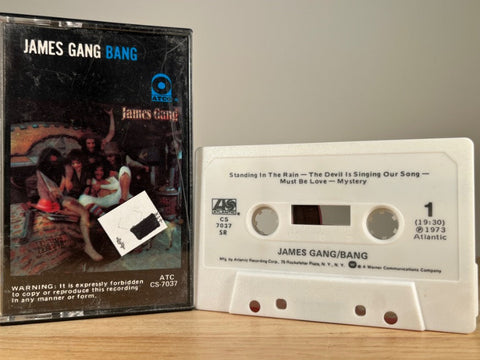 JAMES GANG BANG
ATCO
James Gang
WARNING: It is expressly forbidden
to copy or reproduce this recording
in any manner or form.
ATC
CS-7037
Standing In The Rain — The Devil Is Singing Our Song —
Must Be Love — Mystery
ATLANTIC
CS
7037
SR
1
(19:30)
℗ 1973
Atlantic
JAMES GANG/BANG
Mfg. by Atlantic Recording Corp., 75 Rockefeller Plaza, N. Y., N. Y. A Warner Communications Company